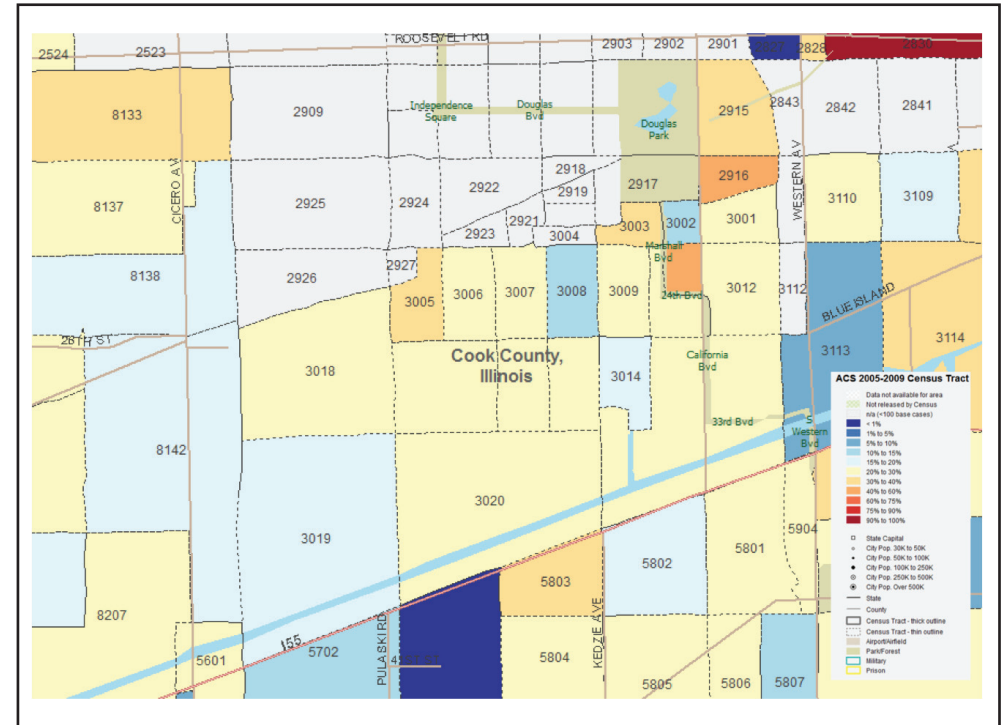 ROOSEVELT RD
2524
2523
2903
2902
2901
2827
2828
2830
8133
2909
Independence
Square
Douglas
Blvd
Douglas
Park
2915
2843
2842
2841
CICERO AV
WESTERN AV
8137
2925
2924
2922
2918
2919
2917
2916
3110
3109
2921
2923
3004
3003
3002
3001
8138
2926
2927
3005
3006
3007
3008
3009
Marshall
Blvd
24th Blvd
3012
3112
BLUE ISLAND
3113
3114
26TH ST
Cook County,
Illinois
3018
3014
California
Blvd
33rd Blvd
S
Western
Blvd
8142
3020
3019
5802
5801
5904
5803
8207
I55
PULASKI RD
KEDZIE AVE
5601
5702
5804
5805
5806
5807
ACS 2005-2009 Census Tract
Data not available for area
Not released by Census
n/a (<100 base cases)
< 1%
1% to 5%
5% to 10%
10% to 15%
15% to 20%
20% to 30%
30% to 40%
40% to 60%
60% to 75%
75% to 90%
90% to 100%
State Capital
City Pop. 30K to 50K
City Pop. 50K to 100K
City Pop. 100K to 250K
City Pop. 250K to 500K
City Pop. Over 500K
State
County
Census Tract - thick outline
Census Tract - thin outline
Airport/Airfield
Park/Forest
Military
Prison